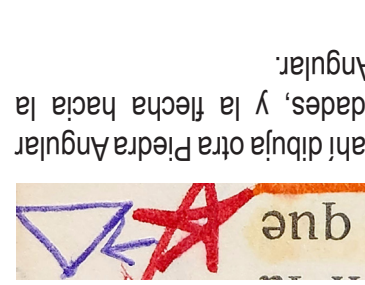 que
ahí dibuja otra Piedra Angular
dades, y la flecha hacia la
Angular.